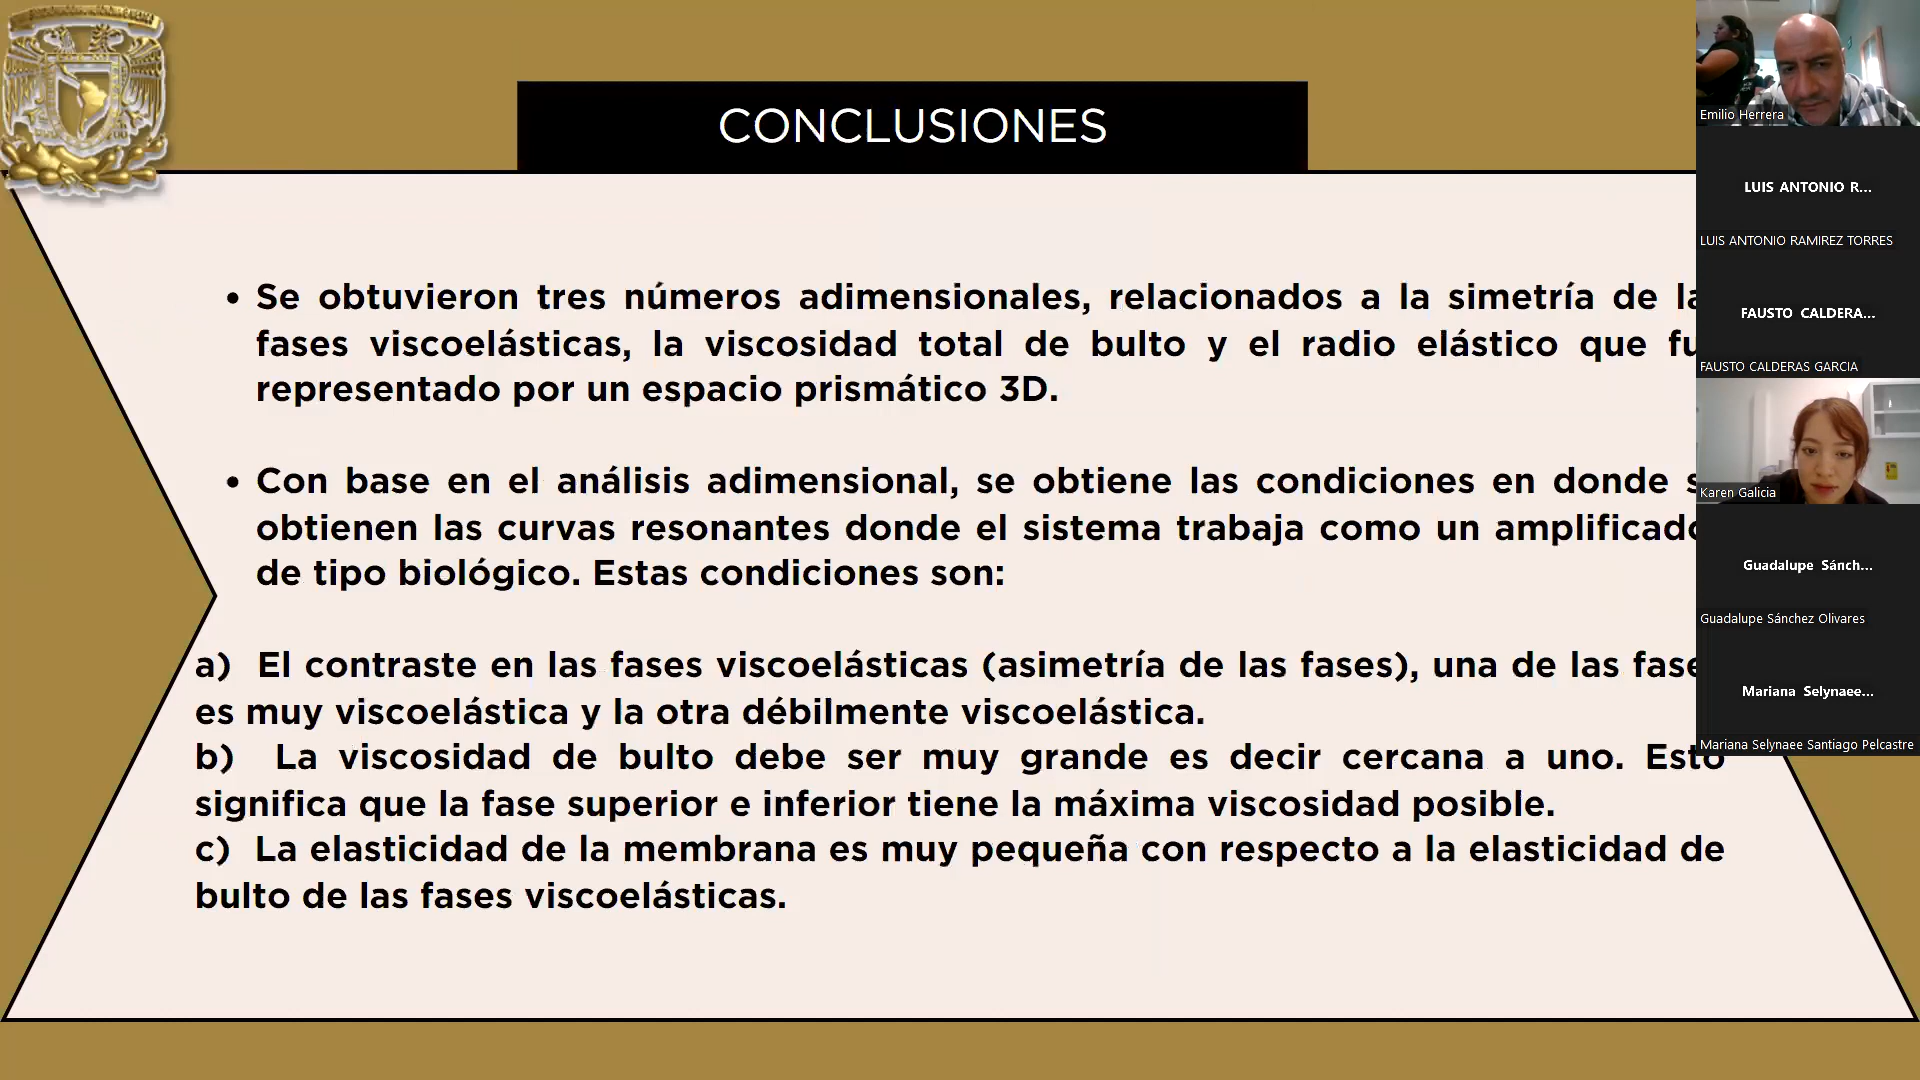 CONCLUSIONES
Se obtuvieron tres números adimensionales, relacionados a la simetría de
fases viscoelásticas, la viscosidad total de bulto y el radio elástico que
representado por un espacio prismático 3D.
Con base en el análisis adimensional, se obtiene las condiciones en donde
obtienen las curvas resonantes donde el sistema trabaja como un
de tipo biológico. Estas condiciones son:
a) El contraste en las fases viscoelásticas (asimetría de las fases), una de las
es muy viscoelástica y la otra débilmente viscoelástica.
b) La viscosidad de bulto debe ser muy grande es decir cercana a uno. Esto
significa que la fase superior e inferior tiene la máxima viscosidad posible.
c) La elasticidad de la membrana es muy pequeña con respecto a la elasticidad de
bulto de las fases viscoelásticas.
Emilio Herrera
LUIS ANTONIO R...
LUIS ANTONIO RAMIREZ TORRES
FAUSTO CALDERA...
FAUSTO CALDERAS GARCIA
Karen Galicia
Guadalupe Sánch...
Guadalupe Sánchez Olivares
Mariana Selynaee...
Mariana Selynaee Santiago Pelcastre